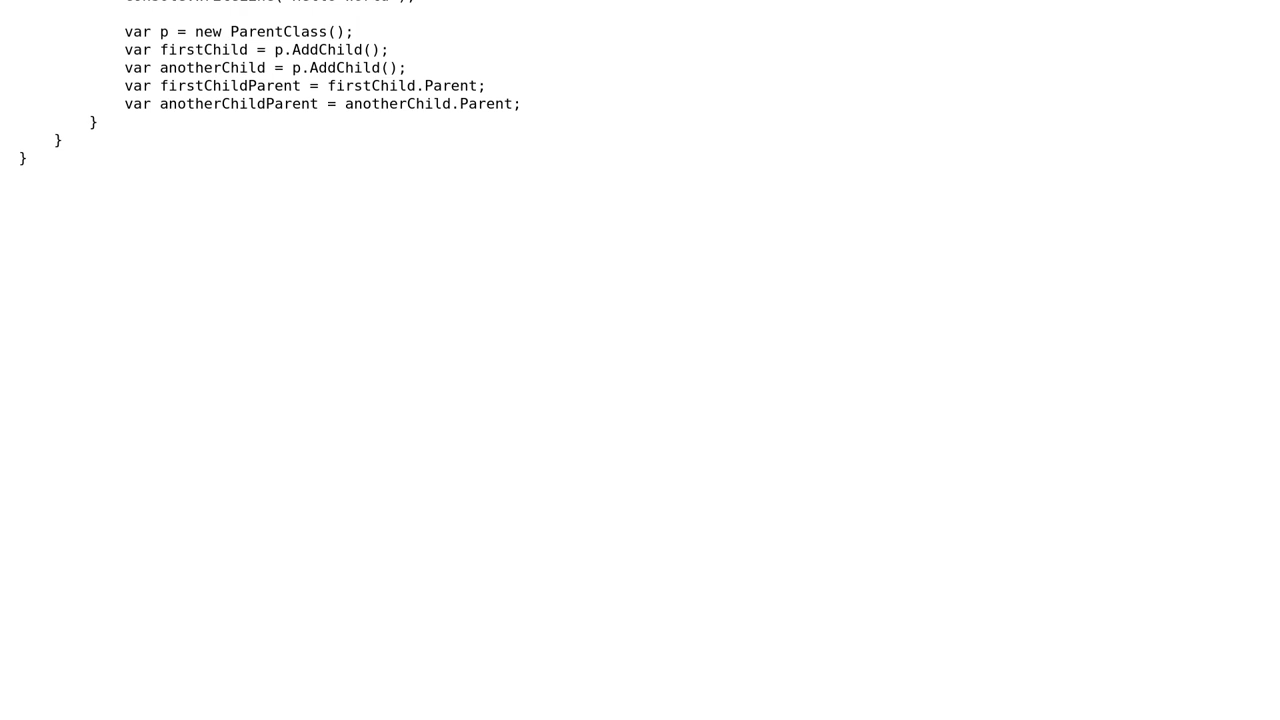 var p = new ParentClass();
var firstChild = p.AddChild();
var anotherChild = p.AddChild();
var firstChildParent = firstChild.Parent;
var anotherChildParent = anotherChild.Parent;
}
}
}